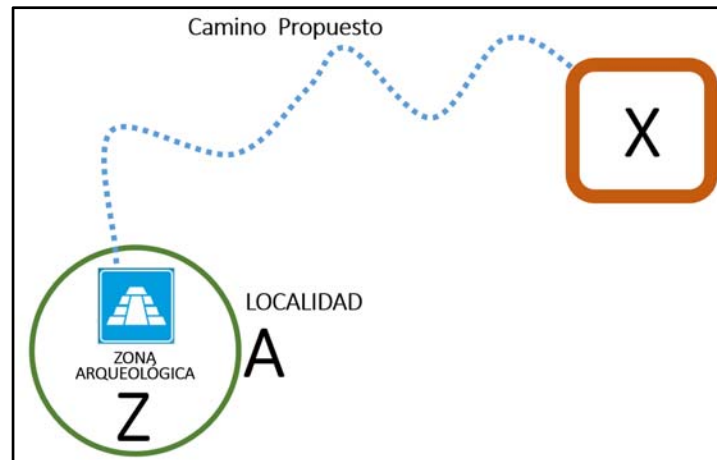 Camino Propuesto
X
LOCALIDAD
A
ZONA
ARQUEOLÓGICA
Z